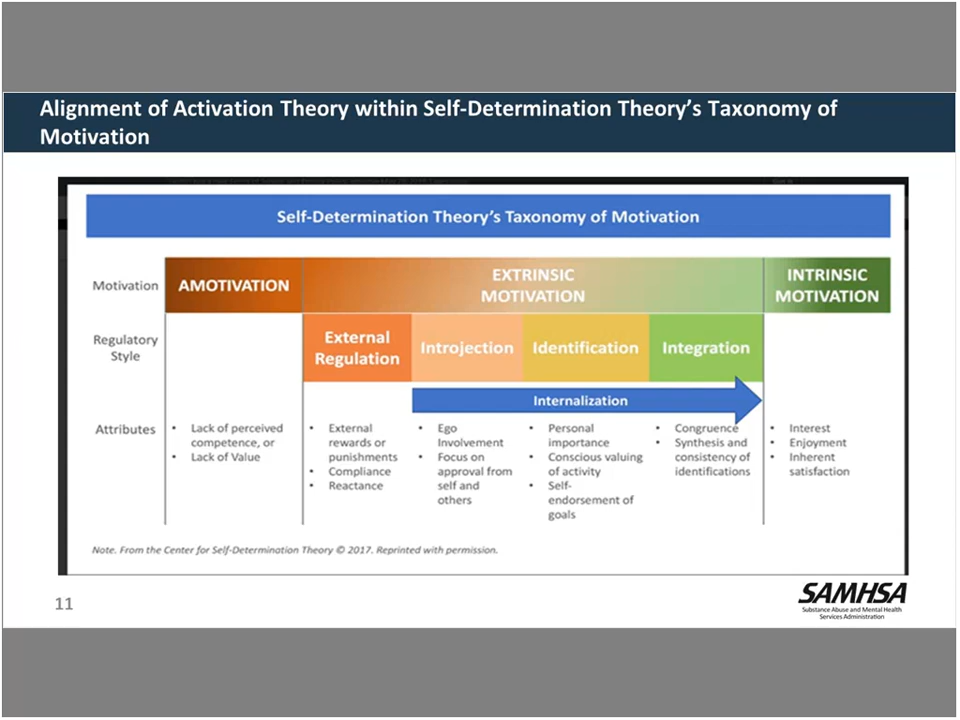 Alignment of Activation Theory within Self-Determination Theory's Taxonomy of
Motivation
Self-Determination Theory's Taxonomy of Motivation
Motivation
AMOTIVATION
EXTRINSIC
MOTIVATION
INTRINSIC
MOTIVATION
Regulatory
Style
External
Regulation
Introjection
Identification
Integration
Internalization
Attributes
• Lack of perceived
competence, or
• Lack of Value
• External
rewards or
punishments
• Compliance
• Reactance
• Ego
Involvement
• Focus on
approval from
self and
others
• Personal
importance
• Conscious valuing
of activity
• Self-
endorsement of
goals
• Congruence
• Synthesis and
consistency of
identifications
• Interest
• Enjoyment
• Inherent
satisfaction
Note. From the Center for Self-Determination Theory © 2017. Reprinted with permission.
11
SAMHSA
Substance Abuse and Mental Health
Services Administration